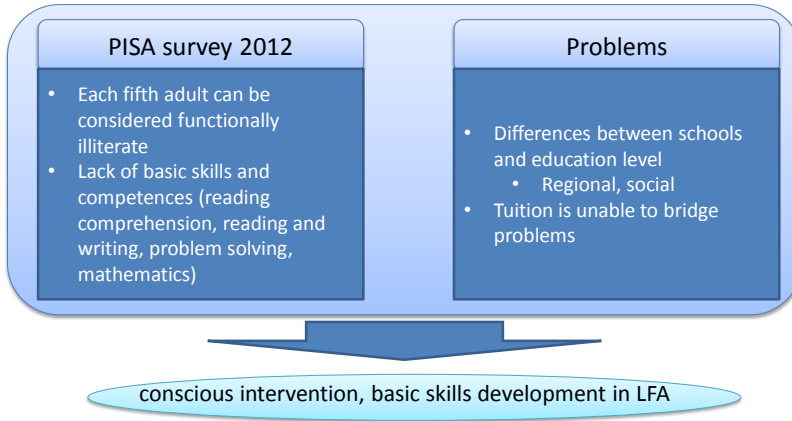 PISA survey 2012
• Each fifth adult can be
considered functionally
illiterate
• Lack of basic skills and
competences (reading
comprehension, reading and
writing, problem solving,
mathematics)
Problems
• Differences between schools
and education level
• Regional, social
• Tuition is unable to bridge
problems
conscious intervention, basic skills development in LFA